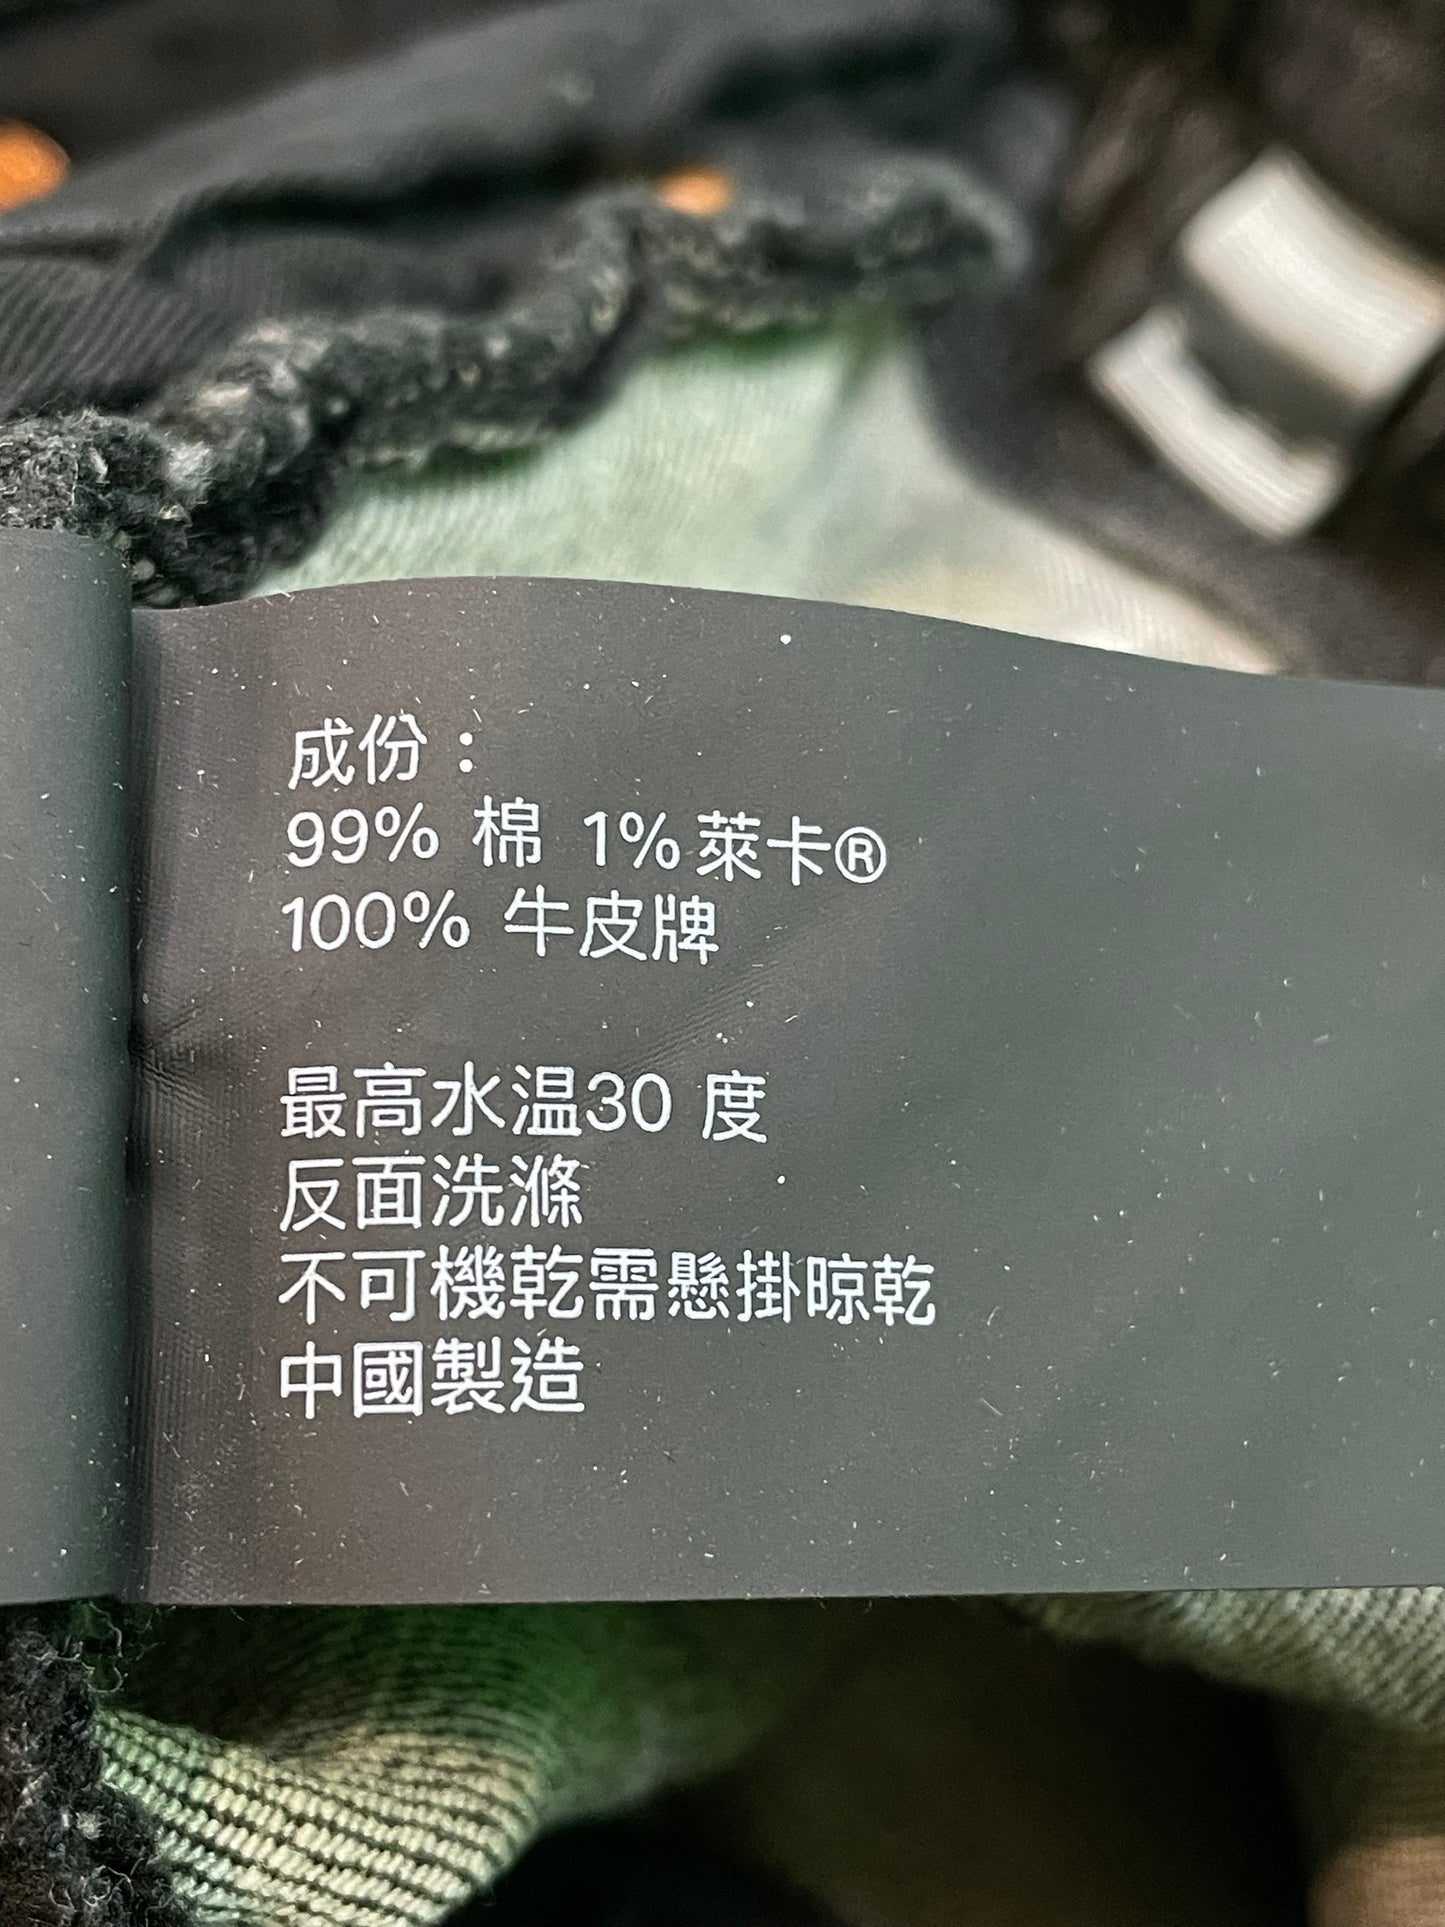 成份：
99% 棉 1% 萊卡®
100% 牛皮牌
最高水温30 度
反面洗滌
不可機乾需懸掛晾乾
中國製造